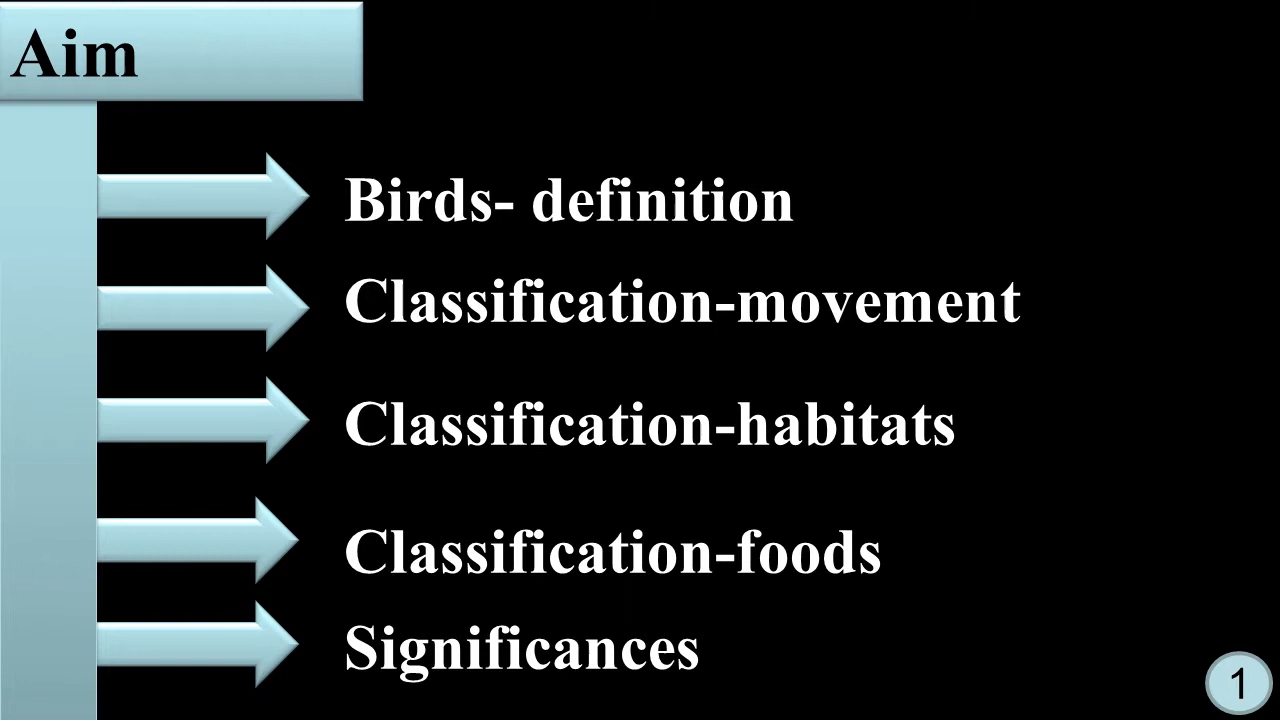 Aim
Birds- definition
Classification-movement
Classification-habitats
Classification-foods
Significances
1